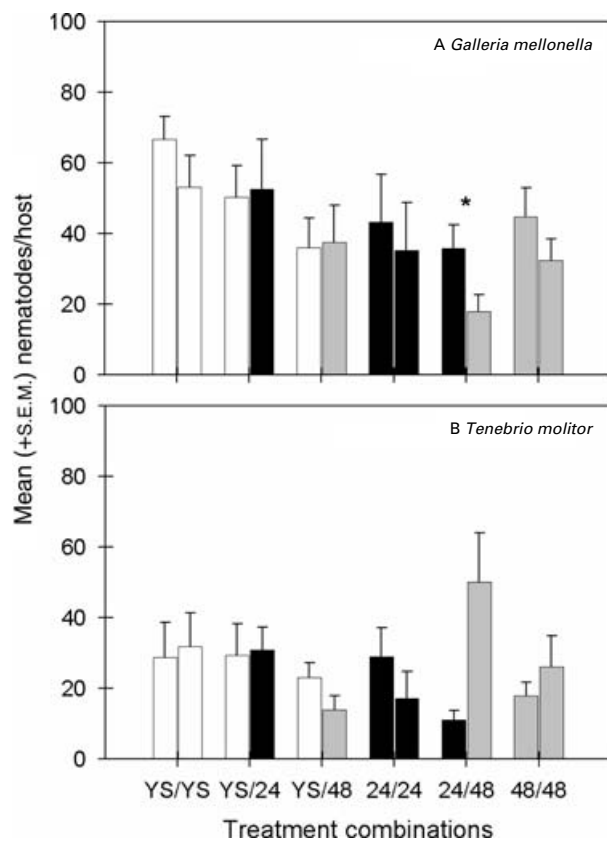 100
A Galleria mellonella
80
60
40
*
20
0
100
B Tenebrio molitor
80
60
40
20
0
Mean (+S.E.M.) nematodes/host
YS/YS YS/24 YS/48 24/24 24/48 48/48
Treatment combinations